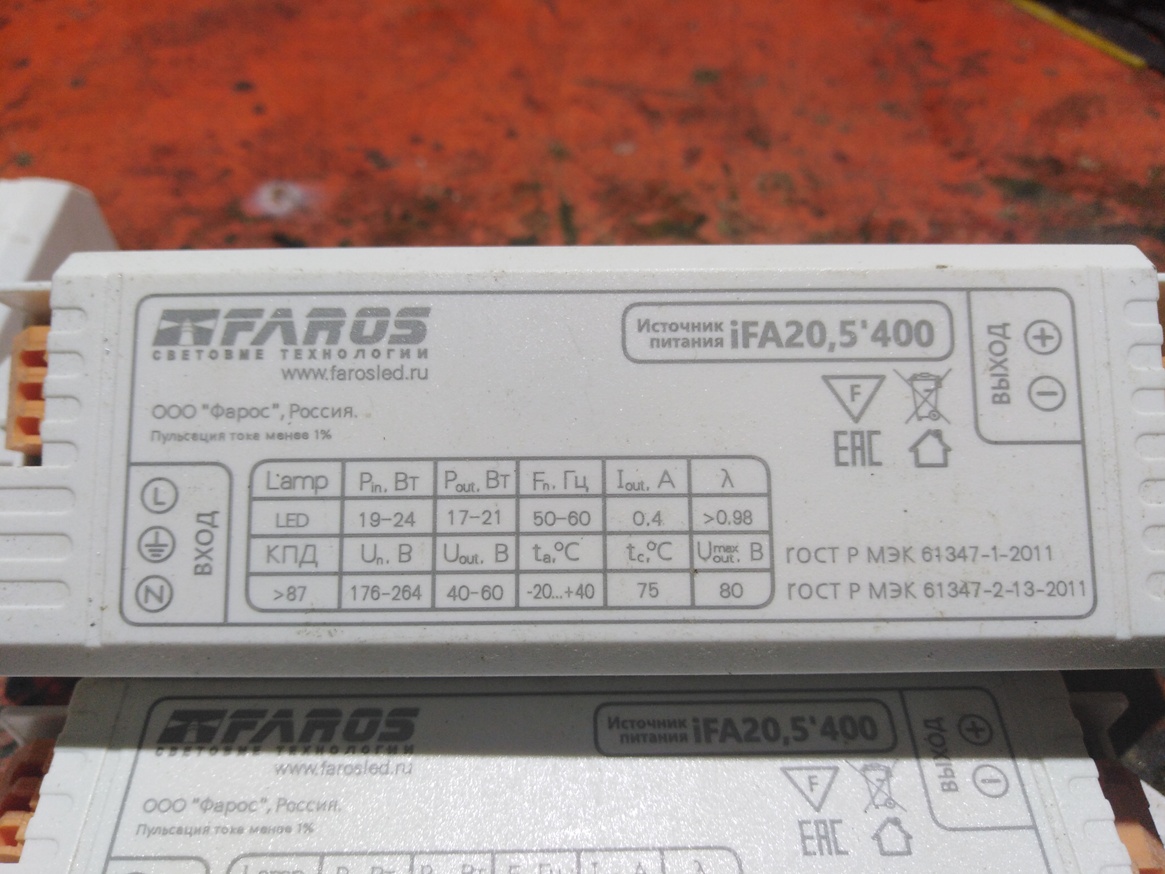 FAROS
СВЕТОВЫЕ ТЕХНОЛОГИИ
www.farosled.ru
Источник питания iFA20,5'400
ВЫХОД
+
−
ООО "Фарос", Россия.
Пульсация тока менее 1%
F
EAC
L
N
ВХОД
Lamp Pin, Вт Pout, Вт Fn, Гц Iout, А λ
LED 19-24 17-21 50-60 0.4 >0.98
КПД Un, В Uout, В ta,°C tc,°C Umax out, В
>87 176-264 40-60 -20...+40 75 80
ГОСТ Р МЭК 61347-1-2011
ГОСТ Р МЭК 61347-2-13-2011
FAROS
СВЕТОВЫЕ ТЕХНОЛОГИИ
www.farosled.ru
Источник питания iFA20,5'400
ВЫХОД
+
−
ООО "Фарос", Россия.
Пульсация тока менее 1%
F
EAC